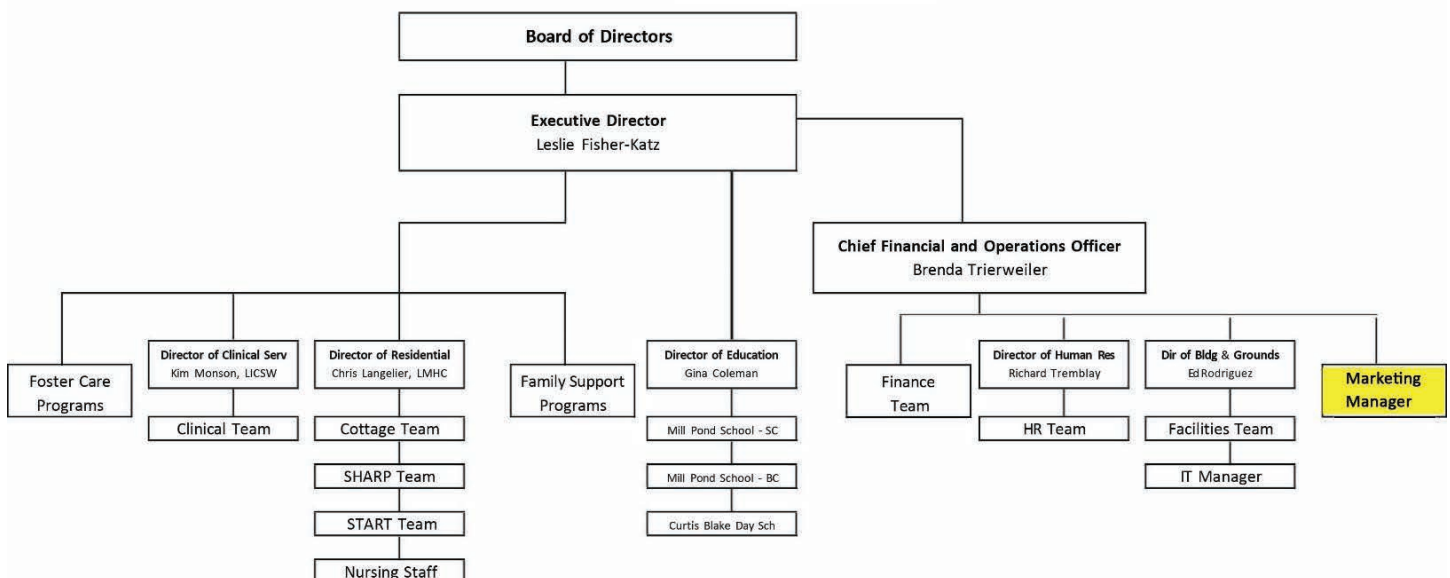 Board of Directors
Executive Director
Leslie Fisher-Katz
Chief Financial and Operations Officer
Brenda Trierweiler
Foster Care
Programs
Director of Clinical Serv
Kim Monson, LICSW
Clinical Team
Director of Residential
Chris Langelier, LMHC
Cottage Team
SHARP Team
START Team
Nursing Staff
Family Support
Programs
Director of Education
Gina Coleman
Mill Pond School - SC
Mill Pond School - BC
Curtis Blake Day Sch
Finance
Team
Director of Human Res
Richard Tremblay
HR Team
Dir of Bldg & Grounds
Ed Rodriguez
Facilities Team
IT Manager
Marketing
Manager